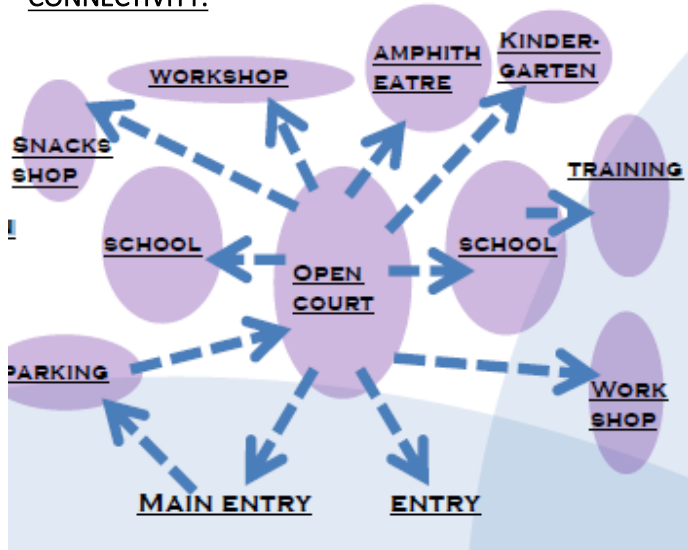 CONNECTIVITY:
WORKSHOP
AMPHITH
EATRE
KINDER-
GARTEN
SNACKS
SHOP
TRAINING
SCHOOL
OPEN
COURT
SCHOOL
PARKING
WORK
SHOP
MAIN ENTRY
ENTRY